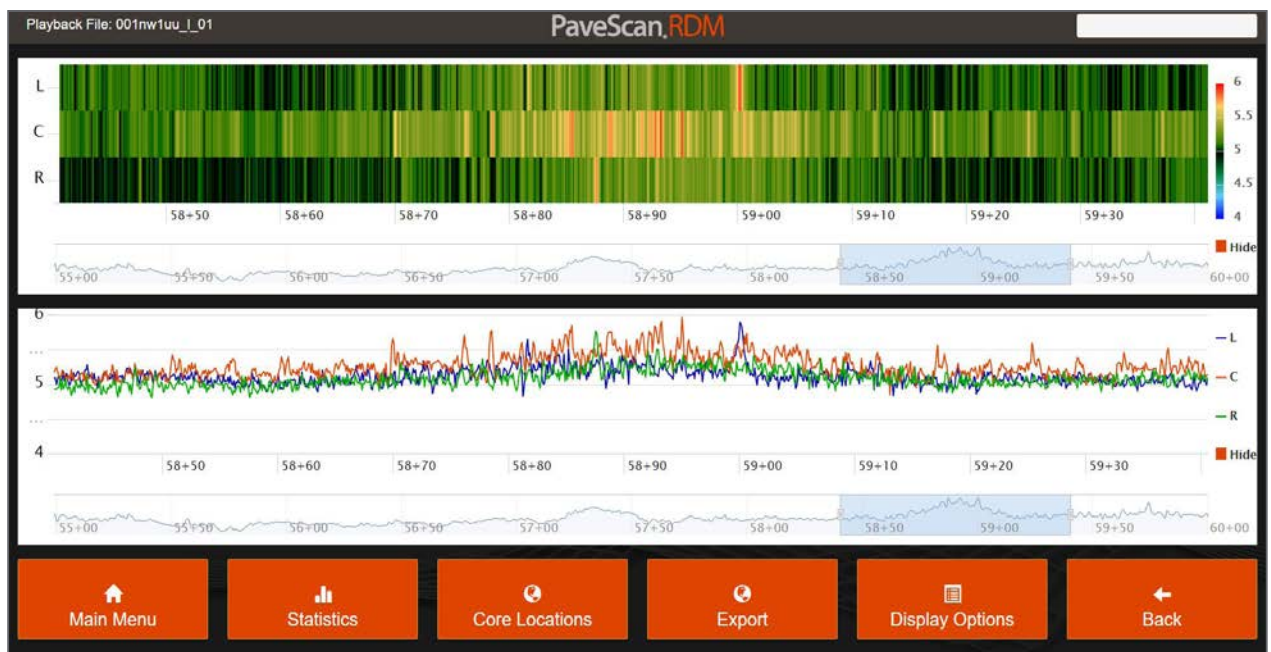 Playback File: 001nw1uu_l_01
PaveScan.RDM
L
C
R
6
5.5
5
4.5
4
58+50 58+60 58+70 58+80 58+90 59+00 59+10 59+20 59+30
Hide
55+00 55+50 56+00 56+50 57+00 57+50 58+00 58+50 59+00 59+50 60+00
6
...
5
...
4
L
C
R
58+50 58+60 58+70 58+80 58+90 59+00 59+10 59+20 59+30
Hide
55+00 55+50 56+00 56+50 57+00 57+50 58+00 58+50 59+00 59+50 60+00
Main Menu Statistics Core Locations Export Display Options Back